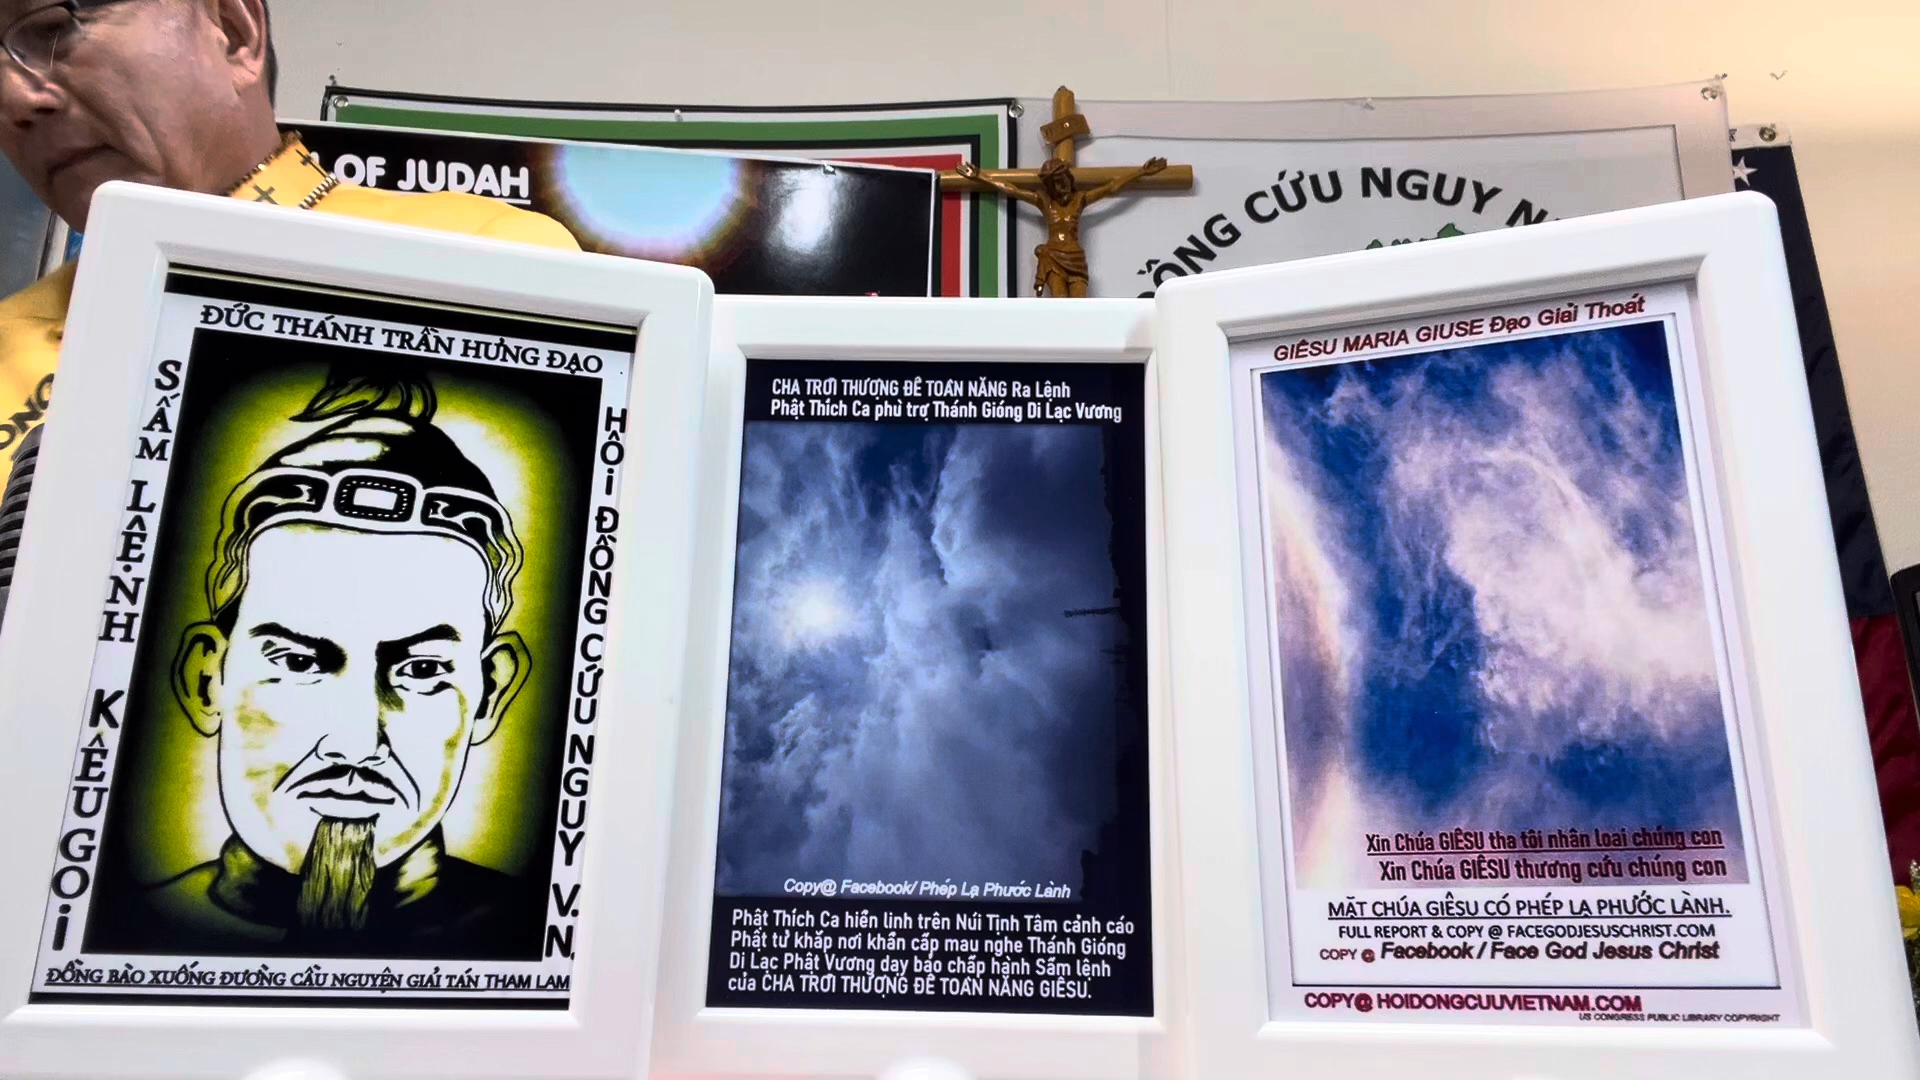 OF JUDAH
ỒNG CỨU NGUY
ĐỨC THÁNH TRẦN HƯNG ĐẠO
SẤM LỆNH KÊU GỌI
HỘI ĐỒNG CỨU NGUY V.N.
ĐỒNG BÀO XUỐNG ĐƯỜNG CẦU NGUYỆN GIẢI TÁN THAM LAM
CHA TRỜI THƯỢNG ĐẾ TOÀN NĂNG Ra Lệnh
Phật Thích Ca phù trợ Thánh Gióng Di Lạc Vương
Copy@ Facebook/ Phép Lạ Phước Lành
Phật Thích Ca hiển linh trên Núi Tịnh Tâm cảnh cáo
Phật tử khắp nơi khẩn cấp mau nghe Thánh Gióng
Di Lạc Phật Vương dạy bảo chấp hành Sấm lệnh
của CHA TRỜI THƯỢNG ĐẾ TOÀN NĂNG GIÊSU.
GIÊSU MARIA GIUSE Đạo Giải Thoát
Xin Chúa GIÊSU tha tội nhân loại chúng con
Xin Chúa GIÊSU thương cứu chúng con
MẶT CHÚA GIÊSU CÓ PHÉP LẠ PHƯỚC LÀNH.
FULL REPORT & COPY @ FACEGODJESUSCHRIST.COM
COPY @ Facebook / Face God Jesus Christ
COPY@ HOIDONGCUUVIETNAM.COM
US CONGRESS PUBLIC LIBRARY COPYRIGHT